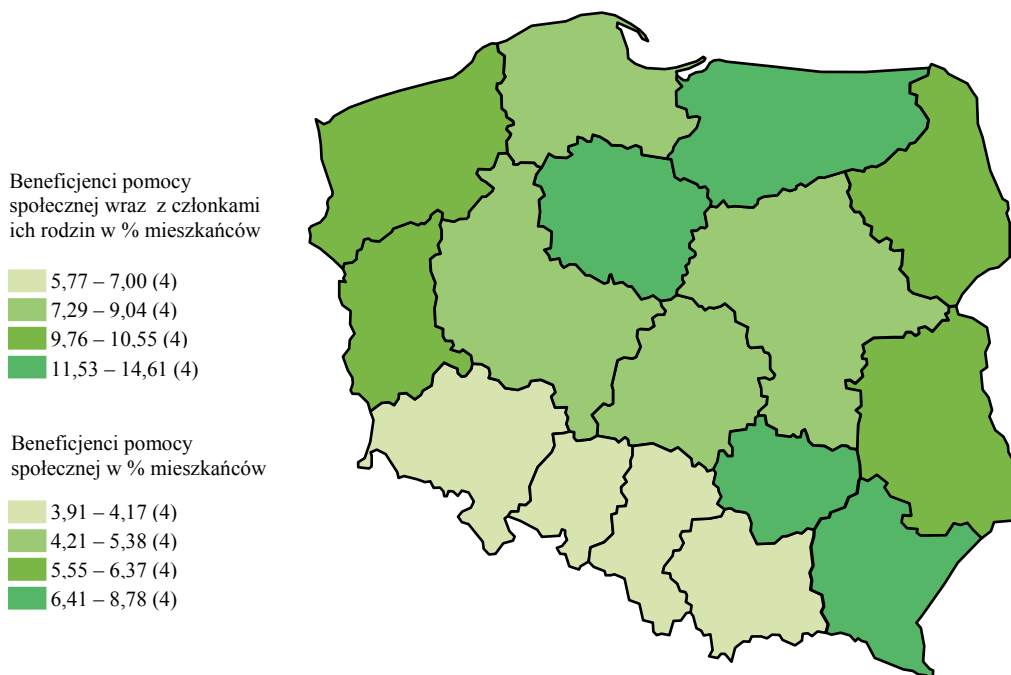 Beneficjenci pomocy
społecznej wraz z członkami
ich rodzin w % mieszkańców
5,77 – 7,00 (4)
7,29 – 9,04 (4)
9,76 – 10,55 (4)
11,53 – 14,61 (4)
Beneficjenci pomocy
społecznej w % mieszkańców
3,91 – 4,17 (4)
4,21 – 5,38 (4)
5,55 – 6,37 (4)
6,41 – 8,78 (4)